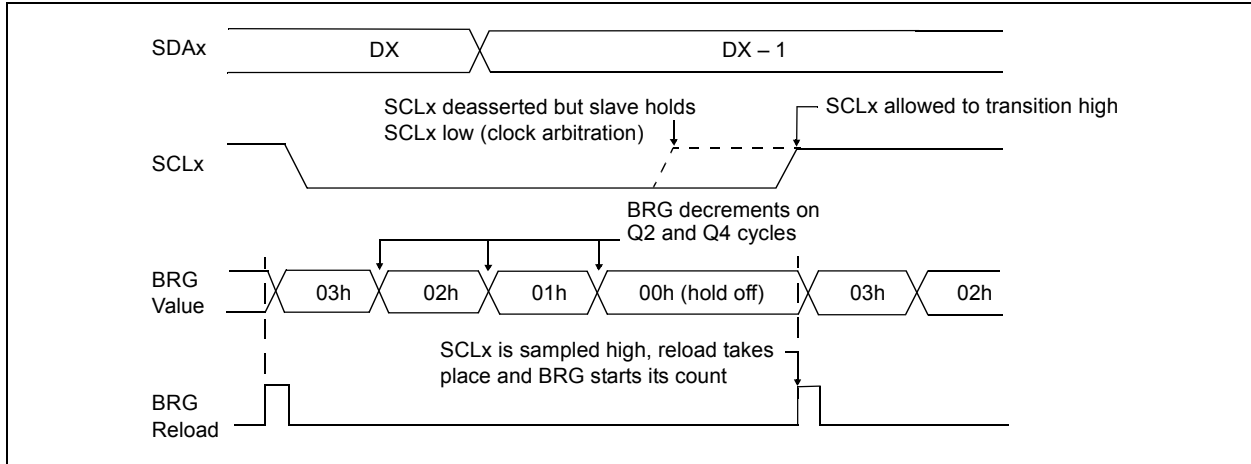 SDAx
DX
DX – 1
SCLx deasserted but slave holds
SCLx low (clock arbitration)
SCLx allowed to transition high
SCLx
BRG decrements on
Q2 and Q4 cycles
BRG
Value
03h
02h
01h
00h (hold off)
03h
02h
SCLx is sampled high, reload takes
place and BRG starts its count
BRG
Reload